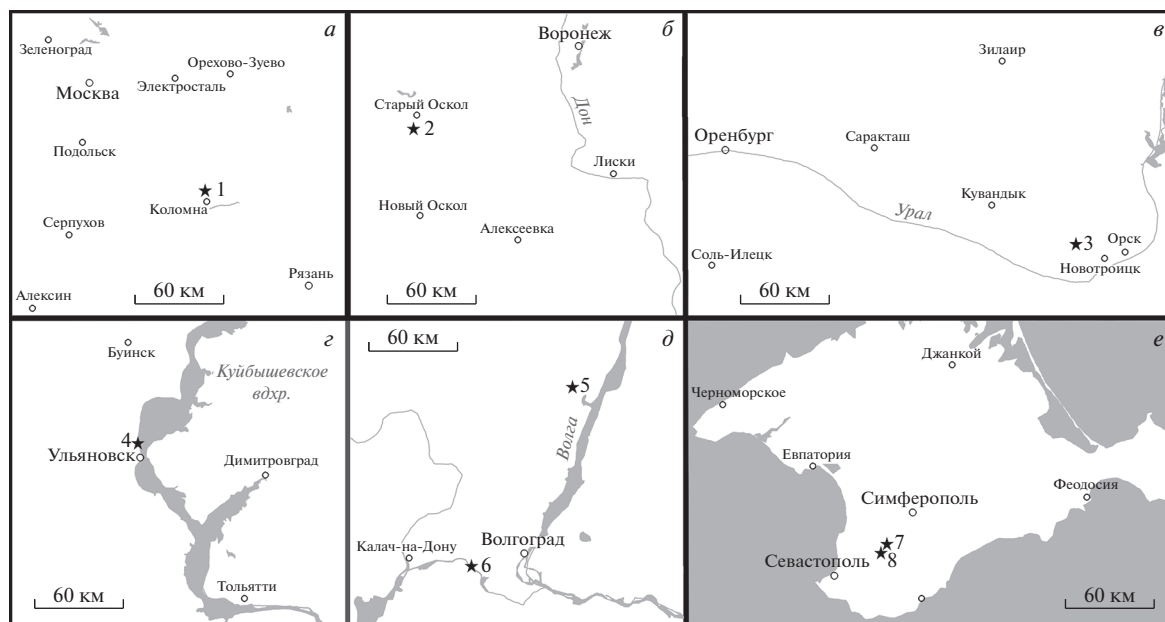 а
Зеленоград
Орехово-Зуево
Москва
Электросталь
Подольск
1
Коломна
Серпухов
Рязань
Алексин
60 км
б
Воронеж
Старый Оскол
2
Дон
Лиски
Новый Оскол
Алексеевка
60 км
в
Зилаир
Оренбург
Саракташ
Кувандык
Урал
3
Орск
Соль-Илецк
Новотроицк
60 км
г
Буинск
Куйбышевское
вдхр.
4
Ульяновск
Димитровград
60 км
Тольятти
д
60 км
5
Волга
Волгоград
Калач-на-Дону
6
е
Джанкой
Черноморское
Евпатория
Феодосия
Симферополь
7
8
Севастополь
60 км